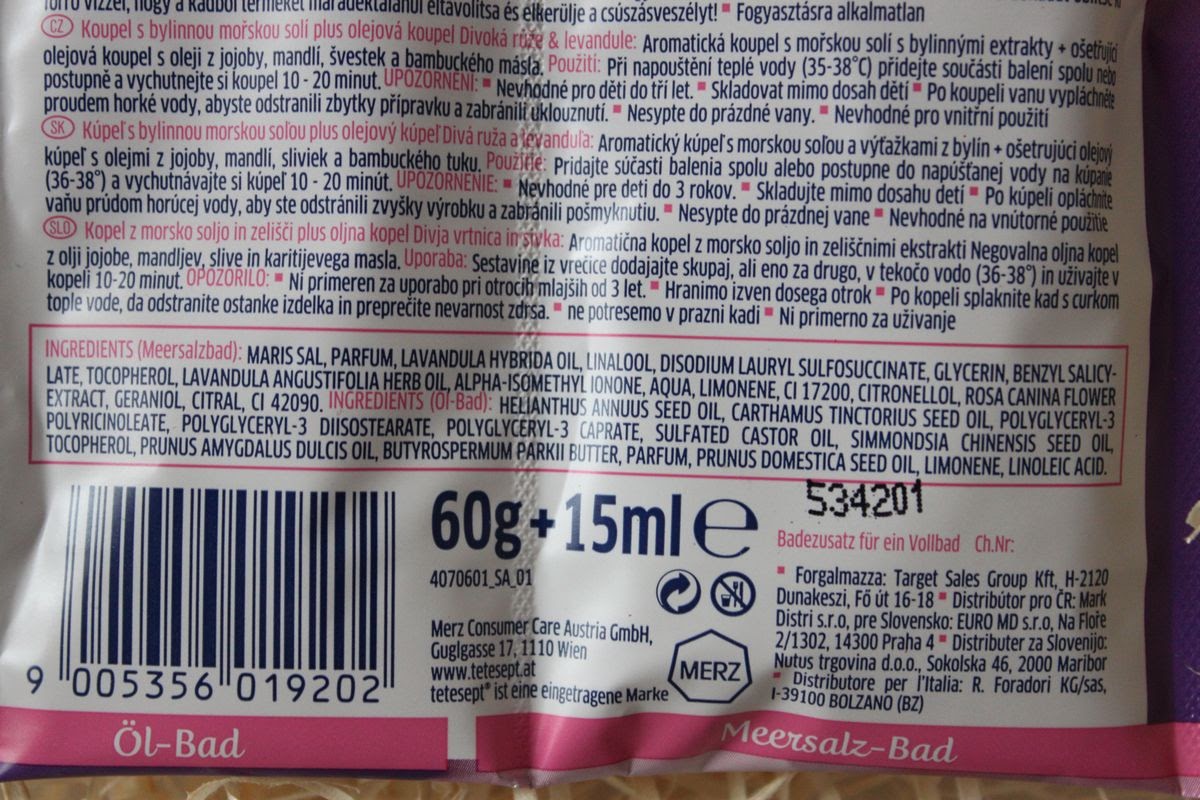 forró vízzel, hogy a kádból terméket maradéktalanul eltávolítsa és elkerülje a csúszásveszélyt! ▪ Fogyasztásra alkalmatlan
CZ Koupel s bylinnou mořskou solí plus olejová koupel Divoká růže & levandule: Aromatická koupel s mořskou solí s bylinnými extrakty + ošetřující
olejová koupel s oleji z jojoby, mandlí, švestek a bambuckého másla. Použití: Při napouštění teplé vody (35-38°C) přidejte součásti balení spolu nebo
postupně a vychutnejte si koupel 10 - 20 minut. UPOZORNĚNÍ: ▪ Nevhodné pro děti do tří let. ▪ Skladovat mimo dosah dětí ▪ Po koupeli vanu vypláchněte
proudem horké vody, abyste odstranili zbytky přípravku a zabránili uklouznutí. ▪ Nesypte do prázdné vany. ▪ Nevhodné pro vnitřní použití
SK Kúpeľ s bylinnou morskou soľou plus olejový kúpeľ Divá ruža a levanduľa: Aromatický kúpeľ s morskou soľou a výťažkami z bylín + ošetrujúci olejový
kúpeľ s olejmi z jojoby, mandlí, sliviek a bambuckého tuku. Použitie: Pridajte súčasti balenia spolu alebo postupne do napúšťanej vody na kúpanie
(36-38°) a vychutnávajte si kúpeľ 10 - 20 minút. UPOZORNENIE: ▪ Nevhodné pre deti do 3 rokov. ▪ Skladujte mimo dosahu detí ▪ Po kúpeli opláchnite
vaňu prúdom horúcej vody, aby ste odstránili zvyšky výrobku a zabránili pošmyknutiu. ▪ Nesypte do prázdnej vane ▪ Nevhodné na vnútorné použitie
SLO Kopel z morsko soljo in zelišči plus oljna kopel Divja vrtnica in sivka: Aromatična kopel z morsko soljo in zeliščnimi ekstrakti Negovalna oljna kopel
z olji jojobe, mandljev, slive in karitijevega masla. Uporaba: Sestavine iz vrečice dodajajte skupaj, ali eno za drugo, v tekočo vodo (36-38°) in uživajte v
kopeli 10-20 minut. OPOZORILO: ▪ Ni primeren za uporabo pri otrocih mlajših od 3 let. ▪ Hranimo izven dosega otrok ▪ Po kopeli splaknite kad s curkom
tople vode, da odstranite ostanke izdelka in preprečite nevarnost zdrsa. ▪ ne potresemo v prazni kadi ▪ Ni primerno za uživanje
INGREDIENTS (Meersalzbad): MARIS SAL, PARFUM, LAVANDULA HYBRIDA OIL, LINALOOL, DISODIUM LAURYL SULFOSUCCINATE, GLYCERIN, BENZYL SALICY-
LATE, TOCOPHEROL, LAVANDULA ANGUSTIFOLIA HERB OIL, ALPHA-ISOMETHYL IONONE, AQUA, LIMONENE, CI 17200, CITRONELLOL, ROSA CANINA FLOWER
EXTRACT, GERANIOL, CITRAL, CI 42090. INGREDIENTS (Öl-Bad): HELIANTHUS ANNUUS SEED OIL, CARTHAMUS TINCTORIUS SEED OIL, POLYGLYCERYL-3
POLYRICINOLEATE, POLYGLYCERYL-3 DIISOSTEARATE, POLYGLYCERYL-3 CAPRATE, SULFATED CASTOR OIL, SIMMONDSIA CHINENSIS SEED OIL,
TOCOPHEROL, PRUNUS AMYGDALUS DULCIS OIL, BUTYROSPERMUM PARKII BUTTER, PARFUM, PRUNUS DOMESTICA SEED OIL, LIMONENE, LINOLEIC ACID.
9 005356 019202
60g+15ml e
4070601_SA_01
Merz Consumer Care Austria GmbH,
Guglgasse 17, 1110 Wien
www.tetesept.at
tetesept® ist eine eingetragene Marke
MERZ
534201
Badezusatz für ein Vollbad Ch.Nr:
▪ Forgalmazza: Target Sales Group Kft, H-2120
Dunakeszi, Fő út 16-18 ▪ Distribútor pro ČR: Mark
Distri s.r.o, pre Slovensko: EURO MD s.r.o, Na Floře
2/1302, 14300 Praha 4 ▪ Distributer za Slovenijo:
Nutus trgovina d.o.o., Sokolska 46, 2000 Maribor
▪ Distributore per l'Italia: R. Foradori KG/sas,
I-39100 BOLZANO (BZ)
Öl-Bad
Meersalz-Bad